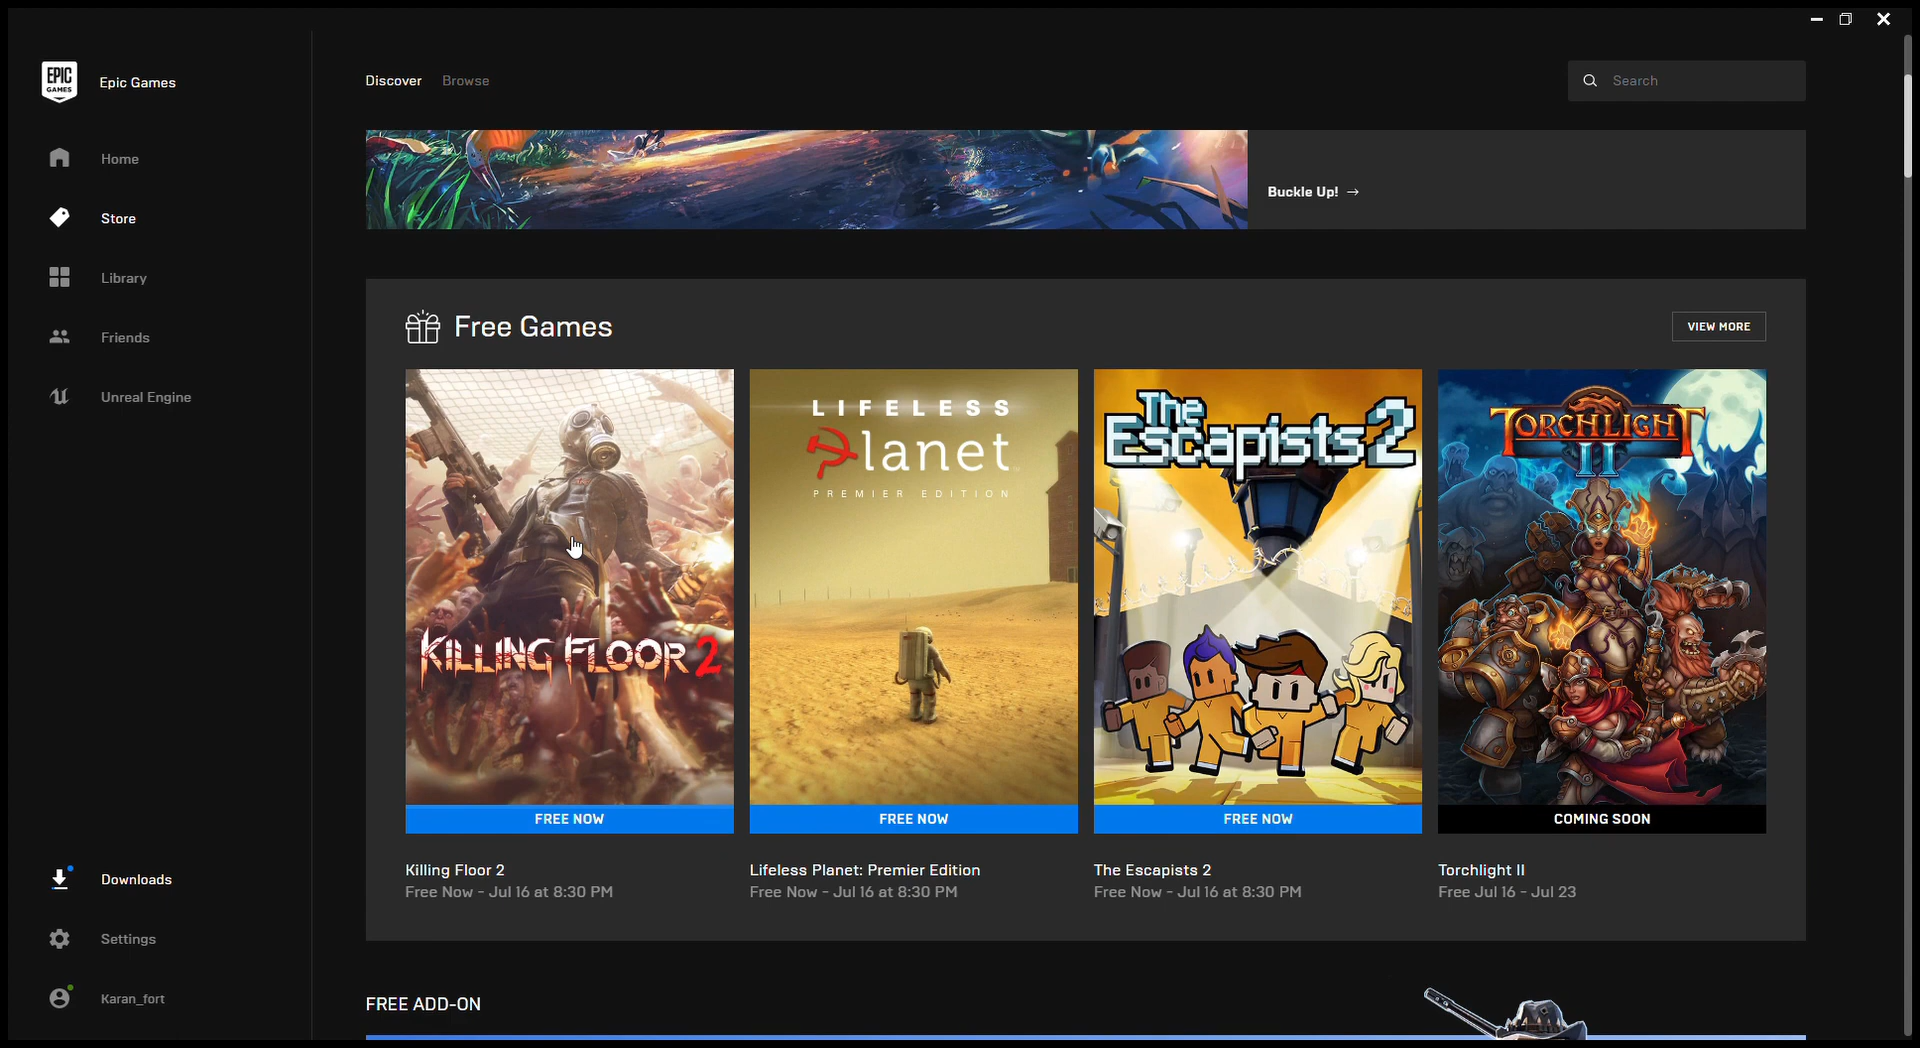 EPIC
GAMES
Epic Games
Home
Store
Library
Friends
Unreal Engine
Downloads
Settings
Karan_fort
Discover
Browse
Search
Buckle Up! →
Free Games
VIEW MORE
KILLING FLOOR 2
FREE NOW
Killing Floor 2
Free Now - Jul 16 at 8:30 PM
LIFELESS
Planet
PREMIER EDITION
FREE NOW
Lifeless Planet: Premier Edition
Free Now - Jul 16 at 8:30 PM
The
Escapists 2
FREE NOW
The Escapists 2
Free Now - Jul 16 at 8:30 PM
TORCHLIGHT
II
COMING SOON
Torchlight II
Free Jul 16 - Jul 23
FREE ADD-ON